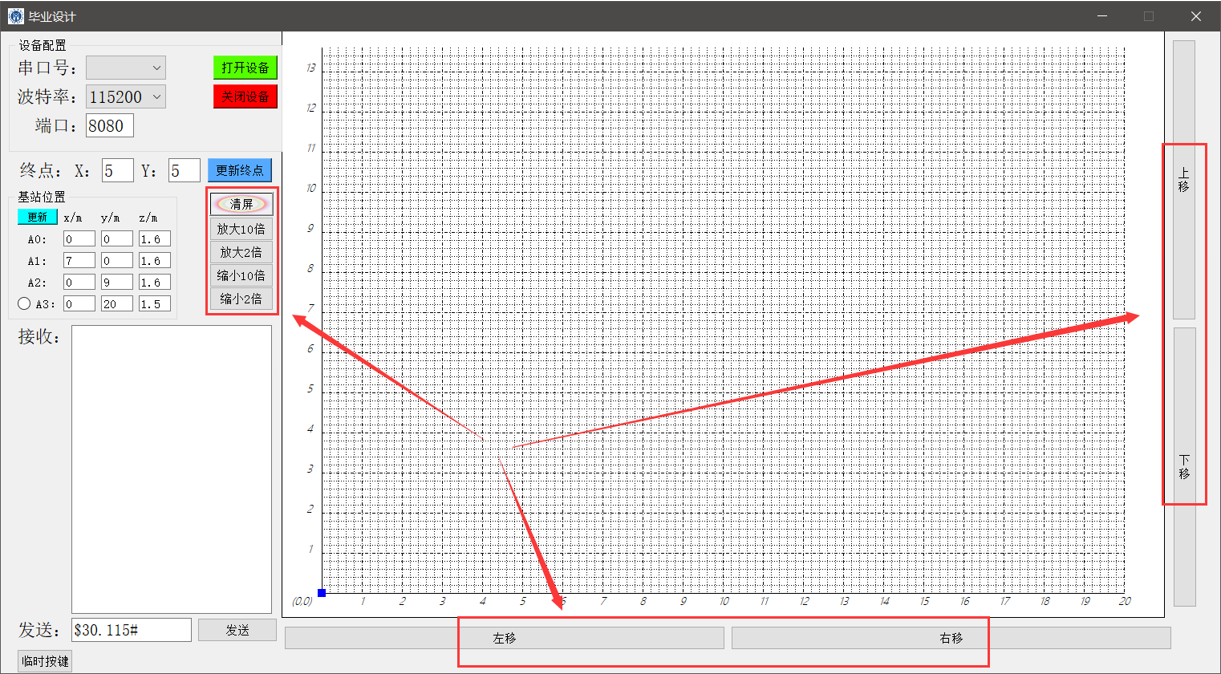 毕业设计
设备配置
串口号：
打开设备
波特率：
115200
关闭设备
端口：
8080
终点： X： 5 Y： 5
更新终点
基站位置
更新 x/m y/m z/m
A0: 0 0 1.6
A1: 7 0 1.6
A2: 0 9 1.6
A3: 0 20 1.5
清屏
放大10倍
放大2倍
缩小10倍
缩小2倍
接收：
发送：
$30.115#
发送
临时按键
13
12
11
10
9
8
7
6
5
4
3
2
1
(0.0) 1 2 3 4 5 6 7 8 9 10 11 12 13 14 15 16 17 18 19 20
左移
右移
上移
下移